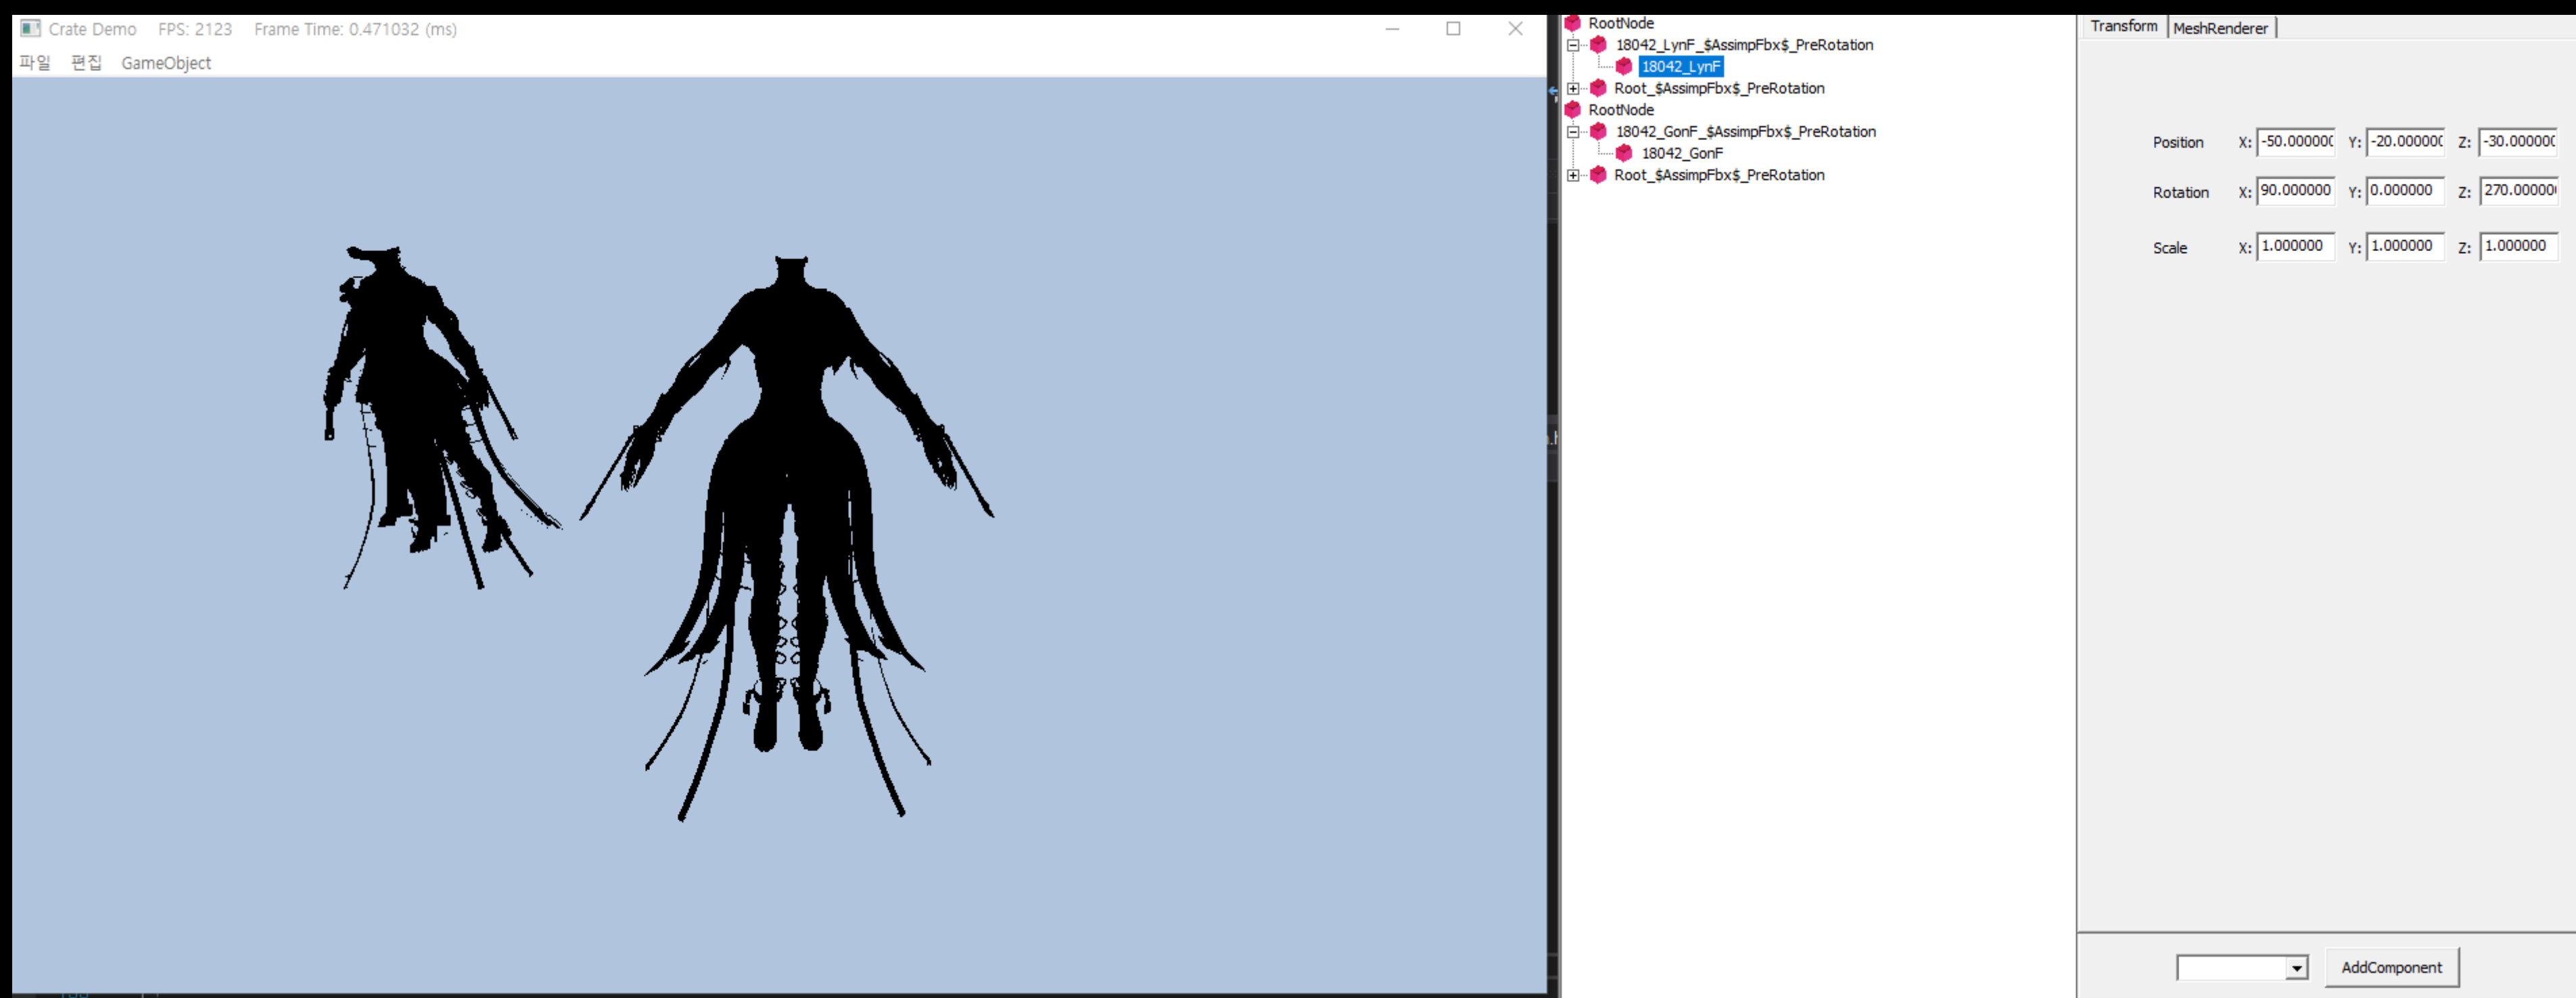 Crate Demo FPS: 2123 Frame Time: 0.471032 (ms)
파일 편집 GameObject
RootNode
18042_LynF_$AssimpFbx$_PreRotation
18042_LynF
Root_$AssimpFbx$_PreRotation
RootNode
18042_GonF_$AssimpFbx$_PreRotation
18042_GonF
Root_$AssimpFbx$_PreRotation
Transform MeshRenderer
Position X: -50.000000 Y: -20.000000 Z: -30.000000
Rotation X: 90.000000 Y: 0.000000 Z: 270.00000
Scale X: 1.000000 Y: 1.000000 Z: 1.000000
AddComponent